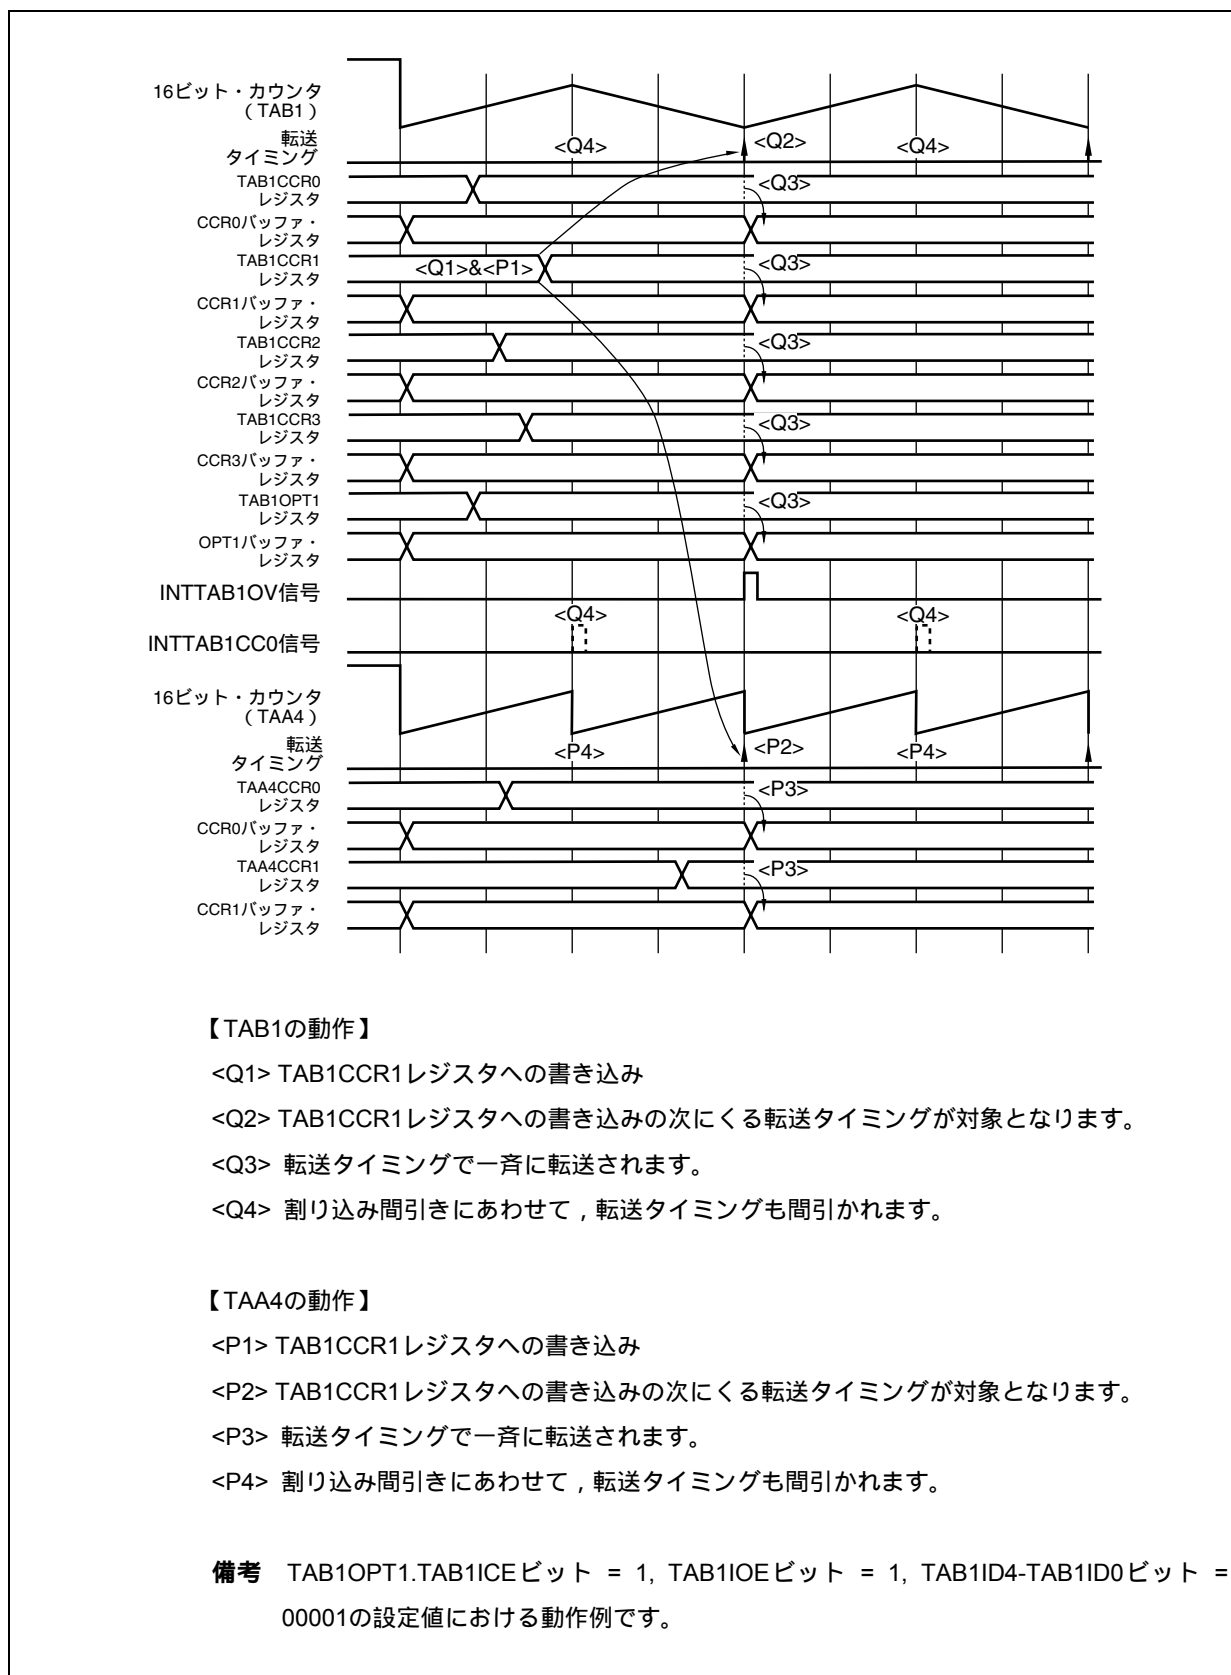 16ビット・カウンタ
（TAB1）
転送
タイミング
<Q4>
<Q2>
<Q4>
TAB1CCR0
レジスタ
<Q3>
CCR0バッファ・
レジスタ
TAB1CCR1
レジスタ
<Q1>&<P1>
<Q3>
CCR1バッファ・
レジスタ
TAB1CCR2
レジスタ
<Q3>
CCR2バッファ・
レジスタ
TAB1CCR3
レジスタ
<Q3>
CCR3バッファ・
レジスタ
TAB1OPT1
レジスタ
<Q3>
OPT1バッファ・
レジスタ
INTTAB1OV信号
<Q4>
<Q4>
INTTAB1CC0信号
16ビット・カウンタ
（TAA4）
転送
タイミング
<P4>
<P2>
<P4>
TAA4CCR0
レジスタ
<P3>
CCR0バッファ・
レジスタ
TAA4CCR1
レジスタ
<P3>
CCR1バッファ・
レジスタ
【TAB1の動作】
<Q1> TAB1CCR1レジスタへの書き込み
<Q2> TAB1CCR1レジスタへの書き込みの次にくる転送タイミングが対象となります。
<Q3> 転送タイミングで一斉に転送されます。
<Q4> 割り込み間引きにあわせて，転送タイミングも間引かれます。
【TAA4の動作】
<P1> TAB1CCR1レジスタへの書き込み
<P2> TAB1CCR1レジスタへの書き込みの次にくる転送タイミングが対象となります。
<P3> 転送タイミングで一斉に転送されます。
<P4> 割り込み間引きにあわせて，転送タイミングも間引かれます。
備考 TAB1OPT1.TAB1ICEビット = 1, TAB1IOEビット = 1, TAB1ID4-TAB1ID0ビット =
00001の設定値における動作例です。